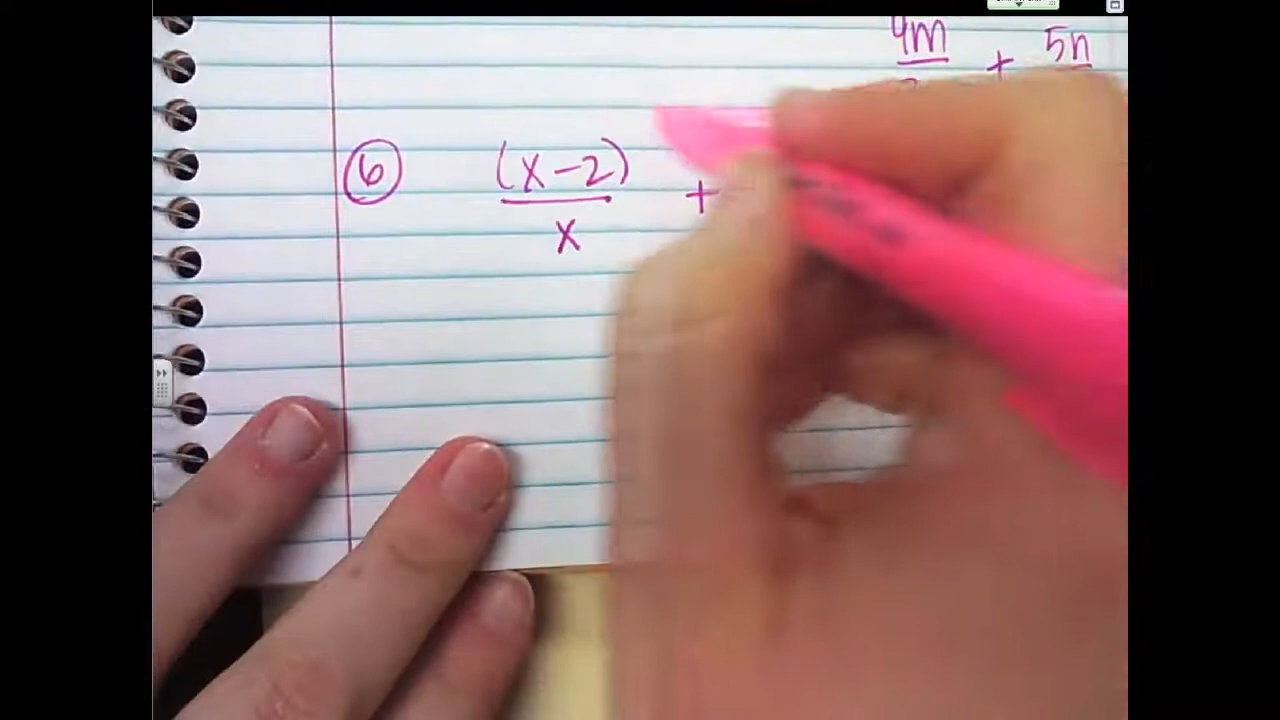 4m + 5n
6 (x-2) +
x